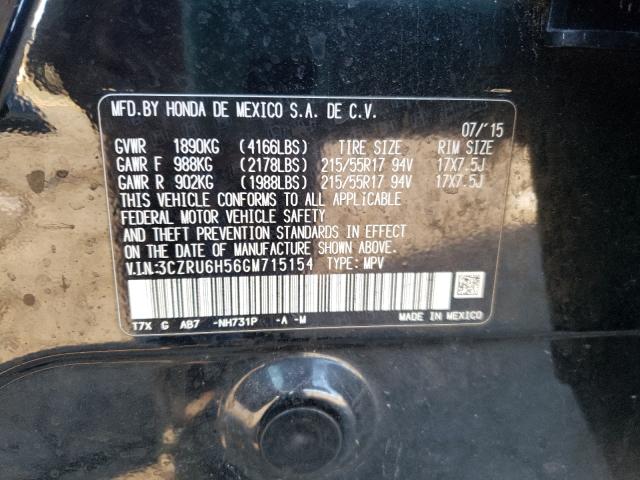 MFD.BY HONDA DE MEXICO S.A. DE C.V.
07/'15
GVWR 1890KG (4166LBS) TIRE SIZE RIM SIZE
GAWR F 988KG (2178LBS) 215/55R17 94V 17X7.5J
GAWR R 902KG (1988LBS) 215/55R17 94V 17X7.5J
THIS VEHICLE CONFORMS TO ALL APPLICABLE
FEDERAL MOTOR VEHICLE SAFETY
AND THEFT PREVENTION STANDARDS IN EFFECT
ON THE DATE OF MANUFACTURE SHOWN ABOVE.
V.I.N.:3CZRU6H56GM715154 TYPE: MPV
T7X G AB7 -NH731P -A -M MADE IN MEXICO